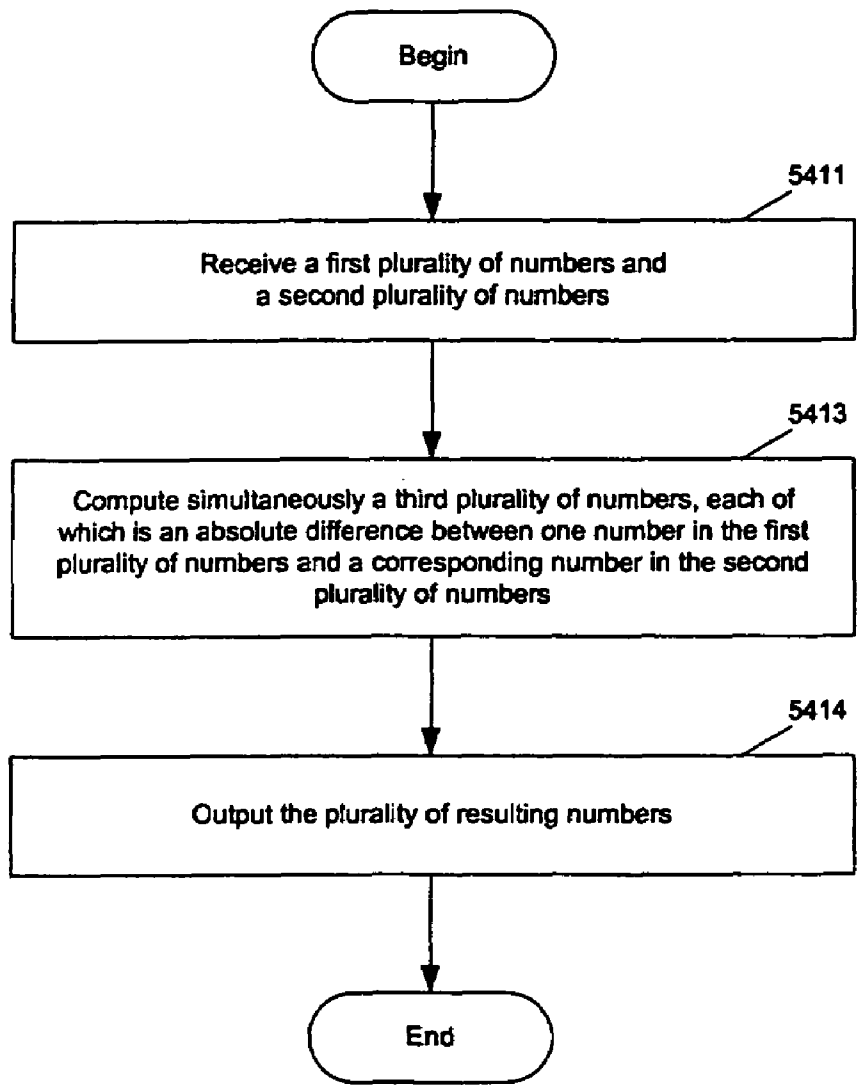 Begin
5411
Receive a first plurality of numbers and
a second plurality of numbers
5413
Compute simultaneously a third plurality of numbers, each of
which is an absolute difference between one number in the first
plurality of numbers and a corresponding number in the second
plurality of numbers
5414
Output the plurality of resulting numbers
End